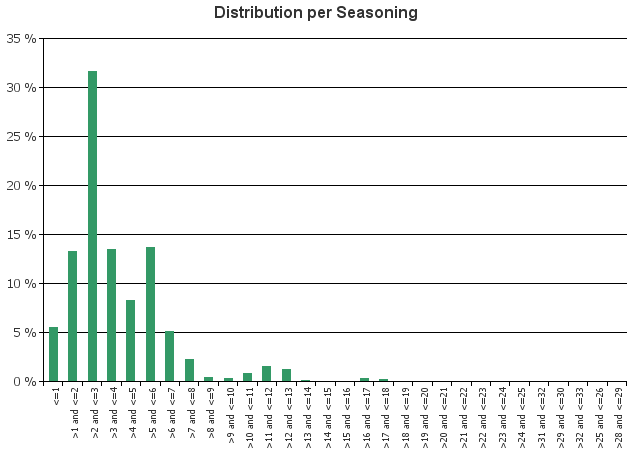 Distribution per Seasoning
35 %
30 %
25 %
20 %
15 %
10 %
5 %
0 %
<=1
>1 and <=2
>2 and <=3
>3 and <=4
>4 and <=5
>5 and <=6
>6 and <=7
>7 and <=8
>8 and <=9
>9 and <=10
>10 and <=11
>11 and <=12
>12 and <=13
>13 and <=14
>14 and <=15
>15 and <=16
>16 and <=17
>17 and <=18
>18 and <=19
>19 and <=20
>20 and <=21
>21 and <=22
>22 and <=23
>23 and <=24
>24 and <=25
>31 and <=32
>29 and <=30
>32 and <=33
>25 and <=26
>28 and <=29